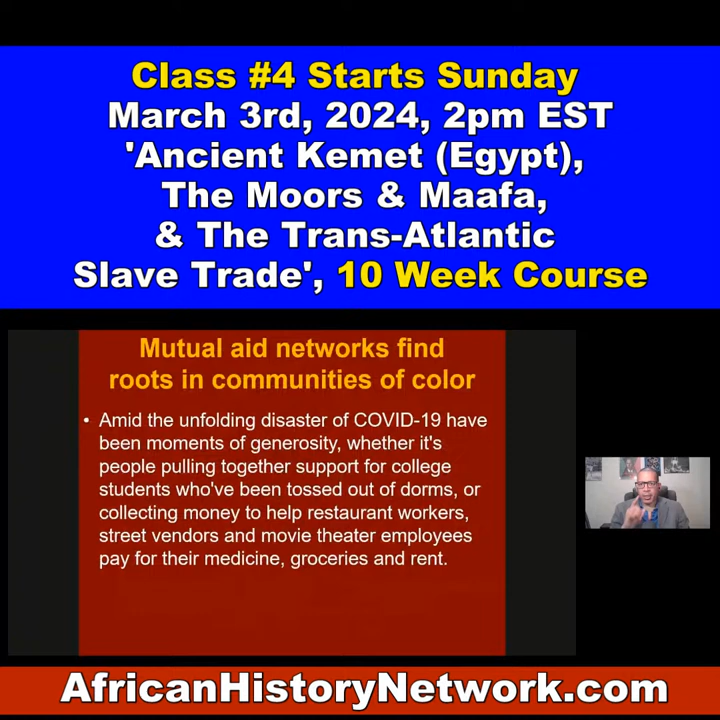 Class #4 Starts Sunday
March 3rd, 2024, 2pm EST
'Ancient Kemet (Egypt),
The Moors & Maafa,
& The Trans-Atlantic
Slave Trade', 10 Week Course
Mutual aid networks find
roots in communities of color
• Amid the unfolding disaster of COVID-19 have
been moments of generosity, whether it's
people pulling together support for college
students who've been tossed out of dorms, or
collecting money to help restaurant workers,
street vendors and movie theater employees
pay for their medicine, groceries and rent.
AfricanHistoryNetwork.com